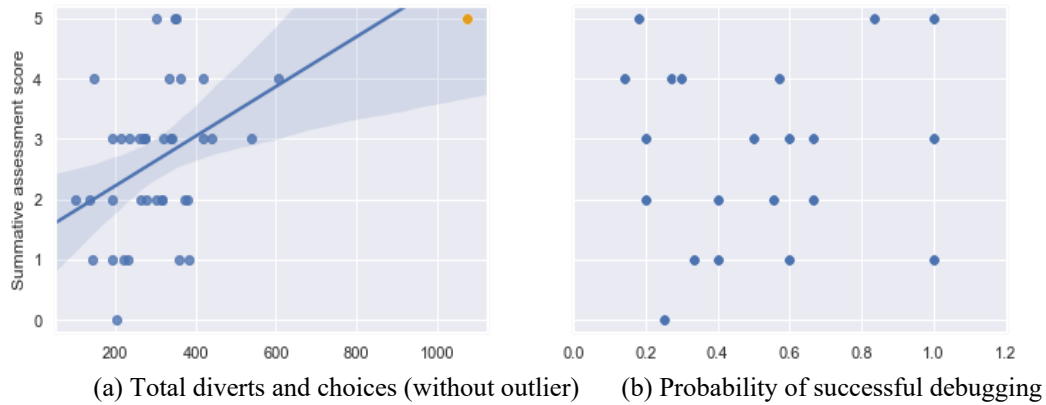 Summative assessment score
5
4
3
2
1
0
200 400 600 800 1000
0.0 0.2 0.4 0.6 0.8 1.0 1.2
(a) Total diverts and choices (without outlier)
(b) Probability of successful debugging